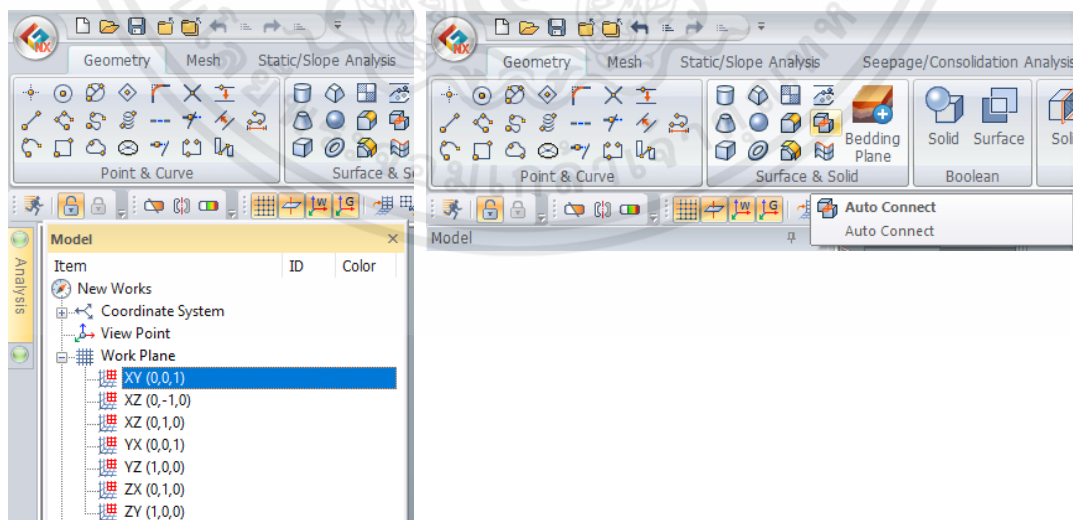 NX
Geometry Mesh Static/Slope Analysis
Point & Curve Surface & S
W G
Analysis
Model
Item ID Color
New Works
Coordinate System
View Point
Work Plane
XY (0,0,1)
XZ (0,-1,0)
XZ (0,1,0)
YX (0,0,1)
YZ (1,0,0)
ZX (0,1,0)
ZY (1,0,0)
NX
Geometry Mesh Static/Slope Analysis Seepage/Consolidation Analysis
Bedding
Plane
Solid Surface Soli
Point & Curve Surface & Solid Boolean
W G
Model
Auto Connect
Auto Connect